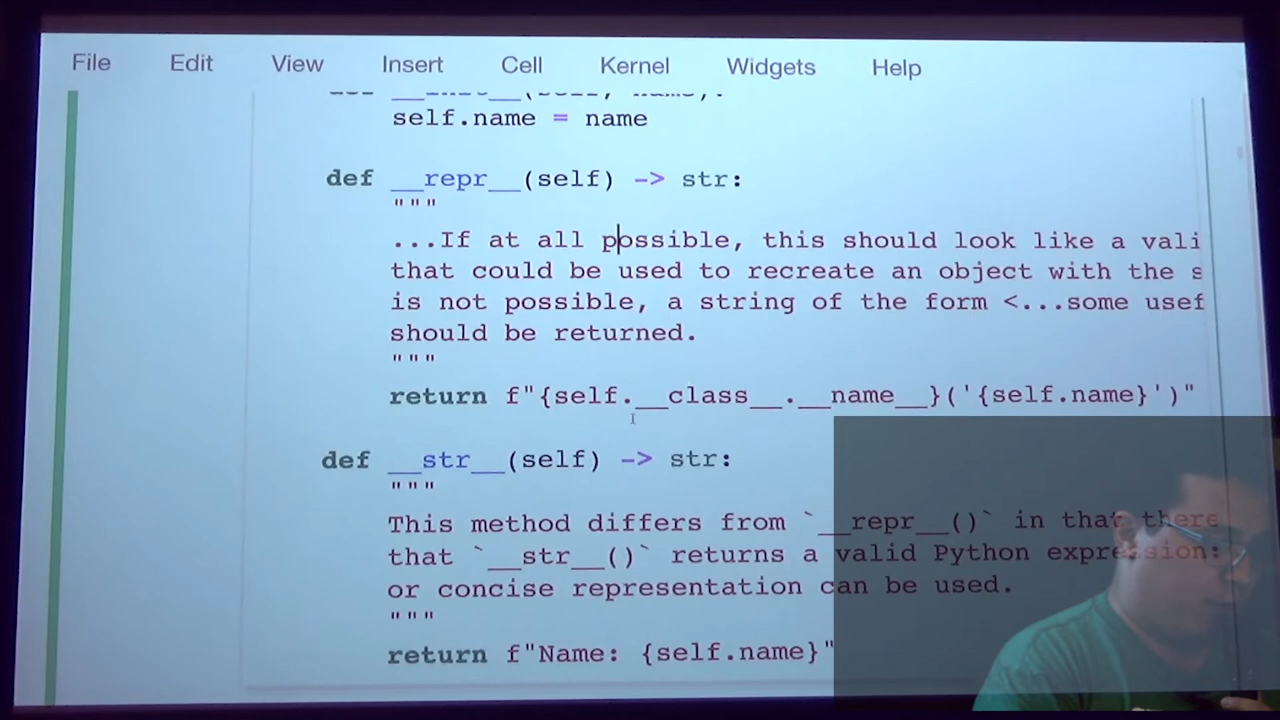 File Edit View Insert Cell Kernel Widgets Help
self.name = name
def __repr__(self) -> str:
"""
...If at all possible, this should look like a vali
that could be used to recreate an object with the s
is not possible, a string of the form <...some usef
should be returned.
"""
return f"{self.__class__.__name__}('{self.name}')"
def __str__(self) -> str:
"""
This method differs from `__repr__()` in that there
that `__str__()` returns a valid Python expression:
or concise representation can be used.
"""
return f"Name: {self.name}"